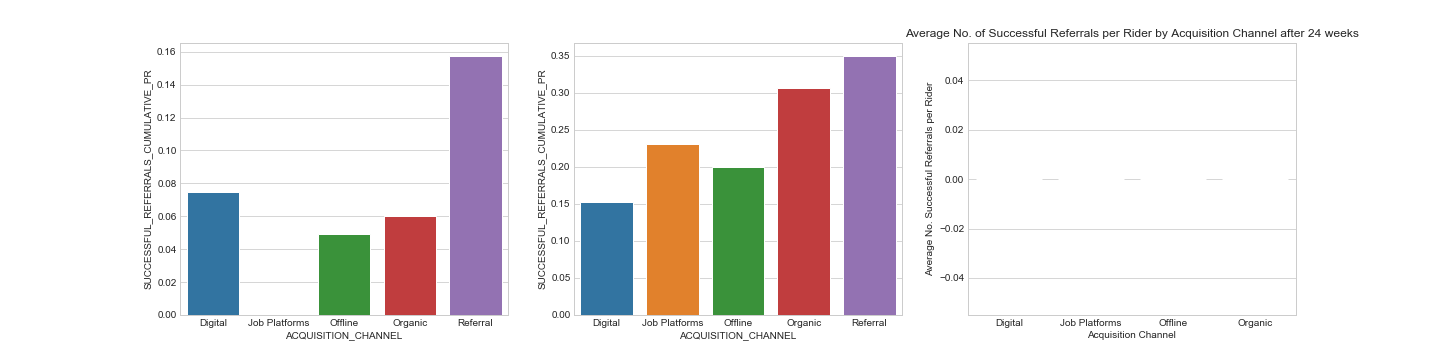 SUCCESSFUL_REFERRALS_CUMULATIVE_PR
0.16
0.14
0.12
0.10
0.08
0.06
0.04
0.02
0.00
Digital Job Platforms Offline Organic Referral
ACQUISITION_CHANNEL
SUCCESSFUL_REFERRALS_CUMULATIVE_PR
0.35
0.30
0.25
0.20
0.15
0.10
0.05
0.00
Digital Job Platforms Offline Organic Referral
ACQUISITION_CHANNEL
Average No. of Successful Referrals per Rider by Acquisition Channel after 24 weeks
Average No. Successful Referrals per Rider
0.04
0.02
0.00
−0.02
−0.04
Digital Job Platforms Offline Organic
Acquisition Channel